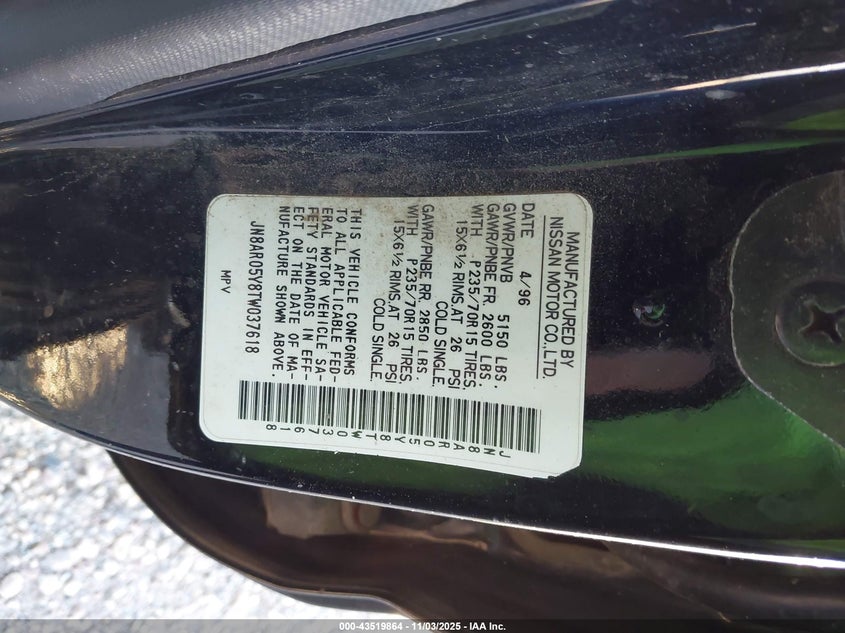 MANUFACTURED BY
NISSAN MOTOR CO.,LTD.
DATE 4/96
GVWR/PNVB 5150 LBS.
GAWR/PNBE FR. 2600 LBS.
WITH P235/70R15 TIRES,
15X6½ RIMS,AT 26 PSI
COLD SINGLE.
GAWR/PNBE RR. 2850 LBS.
WITH P235/70R15 TIRES,
15X6½ RIMS,AT 26 PSI
COLD SINGLE.
THIS VEHICLE CONFORMS
TO ALL APPLICABLE FED-
ERAL MOTOR VEHICLE SA-
FETY STANDARDS IN EFF-
ECT ON THE DATE OF MA-
NUFACTURE SHOWN ABOVE.
JN8AR05Y8TW037618
MPV
JN8AR05Y8TW037618
000-43519864 - 11/03/2025 - IAA Inc.